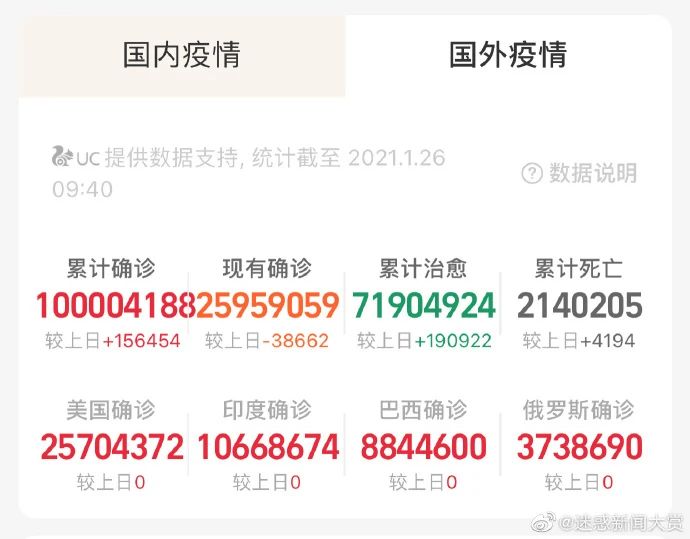 国内疫情 国外疫情
UC 提供数据支持, 统计截至 2021.1.26
09:40
? 数据说明
累计确诊 现有确诊 累计治愈 累计死亡
100004188 25959059 71904924 2140205
较上日+156454 较上日-38662 较上日+190922 较上日+4194
美国确诊 印度确诊 巴西确诊 俄罗斯确诊
25704372 10668674 8844600 3738690
较上日0 较上日0 较上日0 较上日0
@迷惑新闻大赏